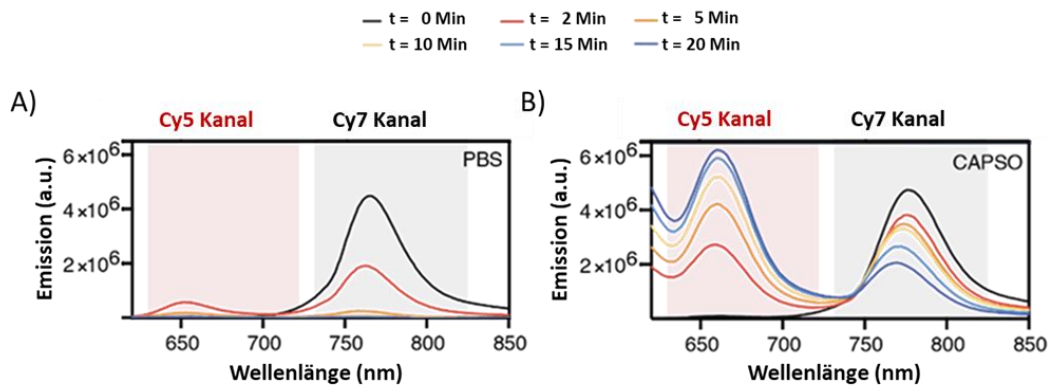 t = 0 Min t = 2 Min t = 5 Min
t = 10 Min t = 15 Min t = 20 Min
A)
Cy5 Kanal Cy7 Kanal
PBS
6×10⁶
4×10⁶
2×10⁶
Emission (a.u.)
650 700 750 800 850
Wellenlänge (nm)
B)
Cy5 Kanal Cy7 Kanal
CAPSO
6×10⁶
4×10⁶
2×10⁶
Emission (a.u.)
650 700 750 800 850
Wellenlänge (nm)